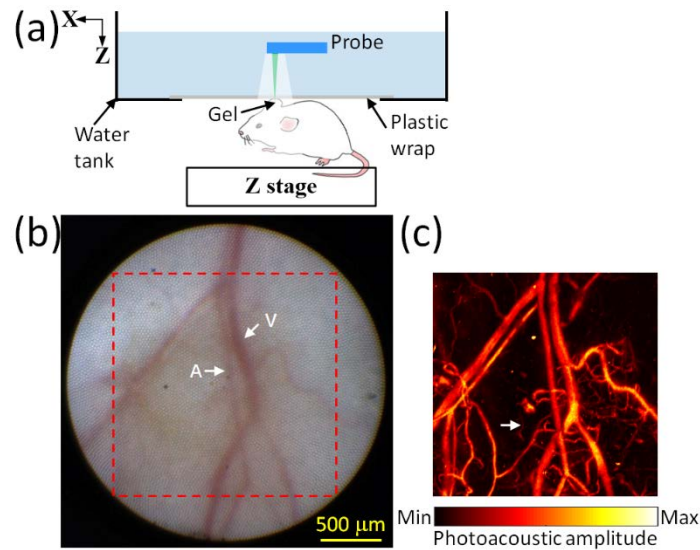 (a)
X
Z
Probe
Gel
Water
tank
Plastic
wrap
Z stage
(b)
(c)
V
A
500 μm
Min
Max
Photoacoustic amplitude